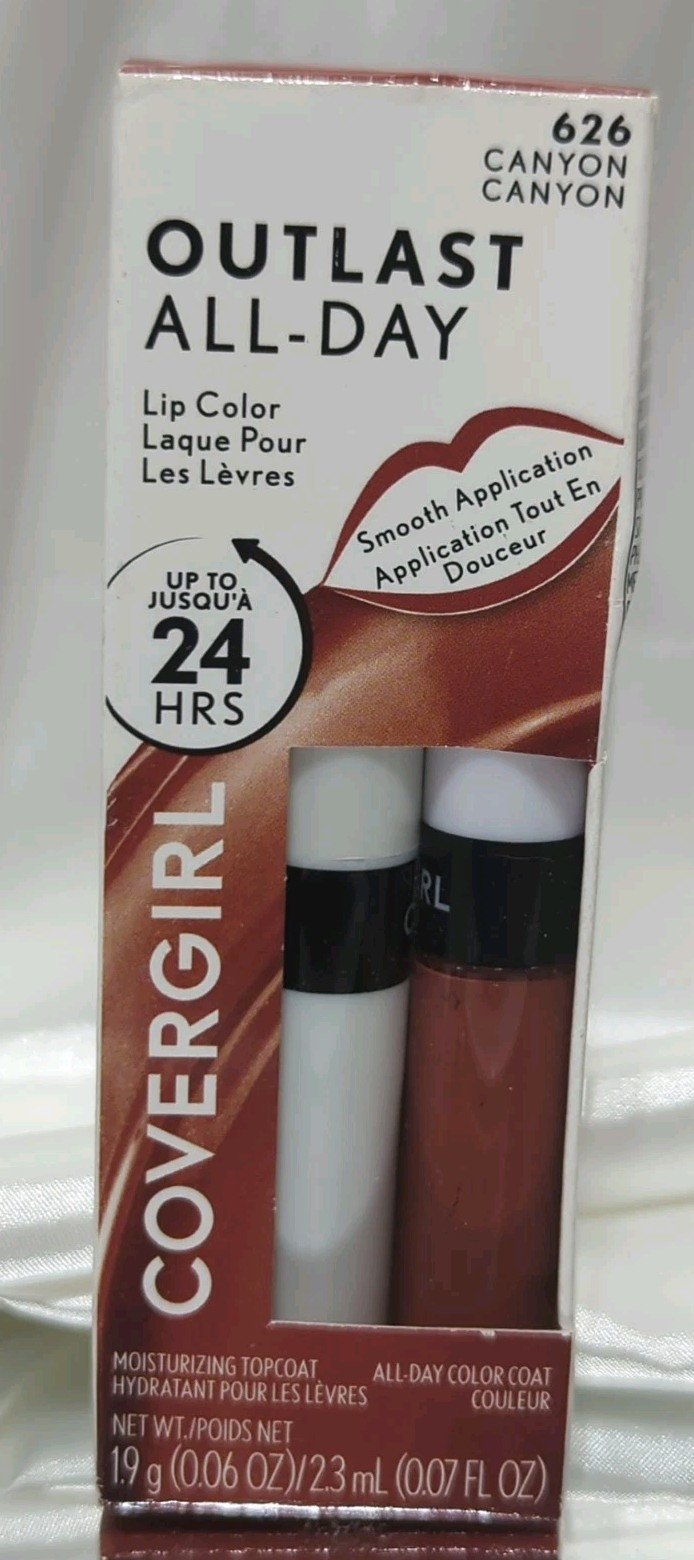 626
CANYON
CANYON
OUTLAST
ALL-DAY
Lip Color
Laque Pour
Les Lèvres
Smooth Application
Application Tout En
Douceur
UP TO
JUSQU'À
24
HRS
COVERGIRL
RL
MOISTURIZING TOPCOAT
HYDRATANT POUR LES LÈVRES
ALL-DAY COLOR COAT
COULEUR
NET WT./POIDS NET
1.9 g (0.06 OZ)/2.3 mL (0.07 FL OZ)